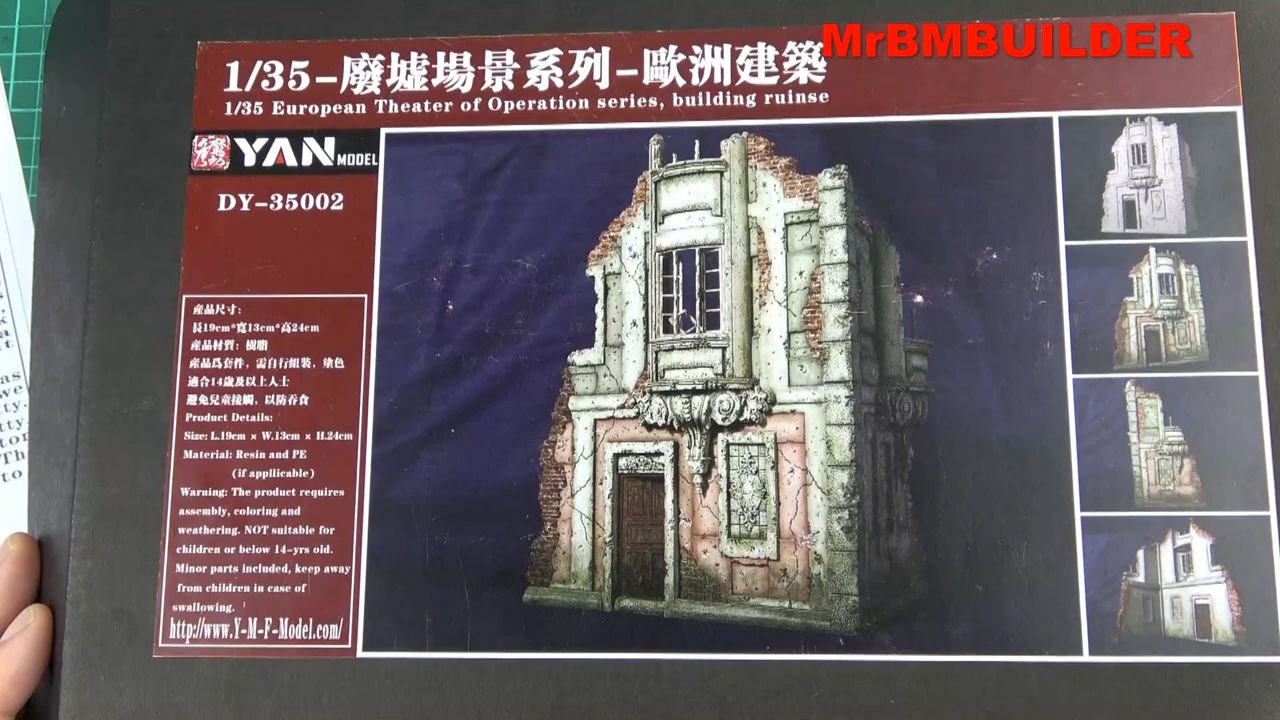 MrBMBUILDER
1/35-廢墟場景系列-歐洲建築
1/35 European Theater of Operation series, building ruinse
YAN MODEL
DY-35002
產品尺寸:
長19cm*寬13cm*高24cm
產品材質: 樹脂
產品爲套件, 需自行組裝, 塗色
適合14歲及以上人士
避免兒童接觸, 以防吞食
Product Details:
Size: L.19cm × W.13cm × H.24cm
Material: Resin and PE
(if appllicable)
Warning: The product requires
assembly, coloring and
weathering. NOT suitable for
children or below 14-yrs old.
Minor parts included, keep away
from children in case of
swallowing.
http://www.Y-M-F-Model.com/
as
we
tty.
tor
Th
to